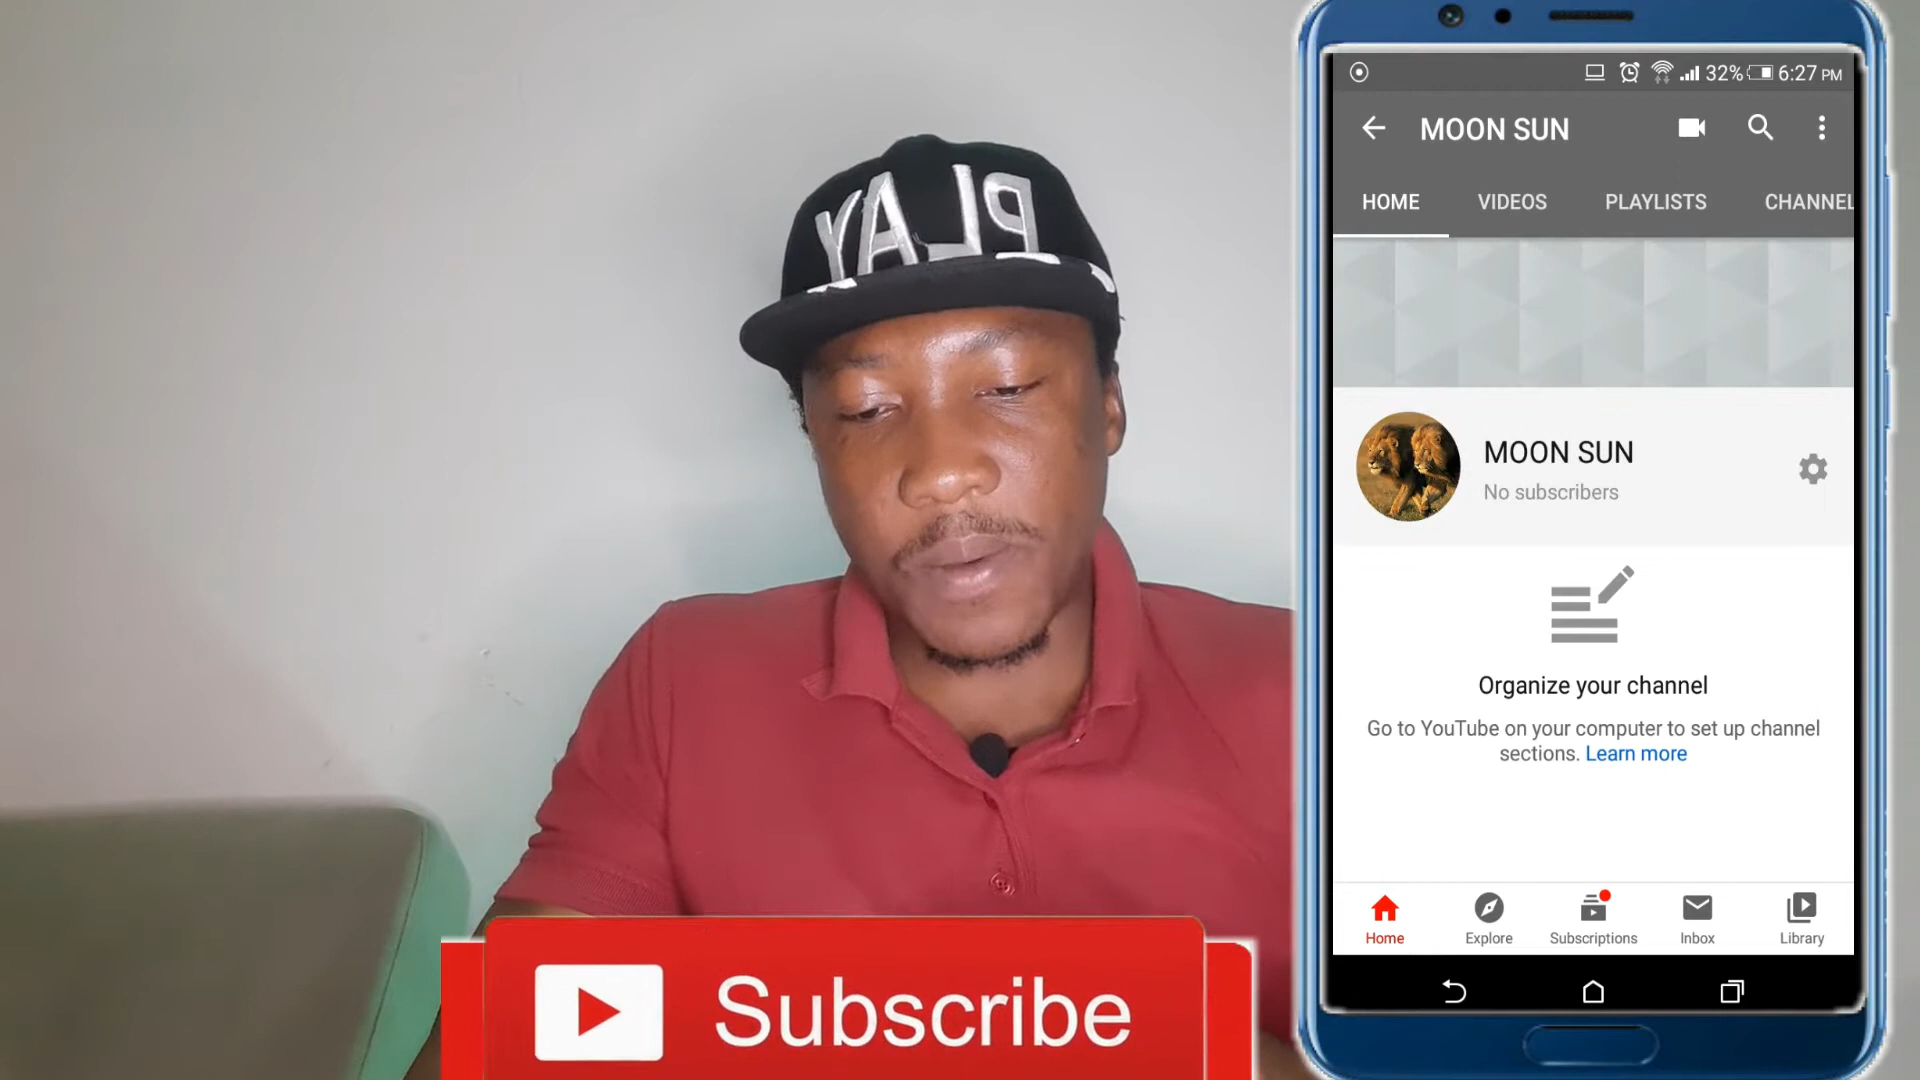 PLAY
Subscribe
32% 6:27 PM
MOON SUN
HOME VIDEOS PLAYLISTS CHANNEL
MOON SUN
No subscribers
Organize your channel
Go to YouTube on your computer to set up channel
sections. Learn more
Home Explore Subscriptions Inbox Library